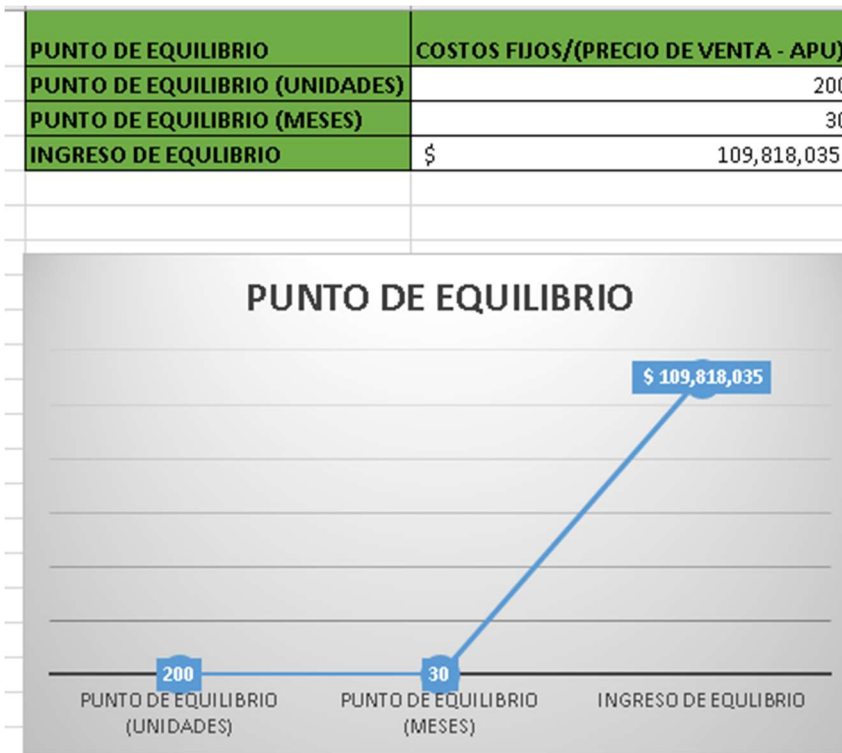 PUNTO DE EQUILIBRIO COSTOS FIJOS/(PRECIO DE VENTA - APU)
PUNTO DE EQUILIBRIO (UNIDADES) 200
PUNTO DE EQUILIBRIO (MESES) 30
INGRESO DE EQULIBRIO $ 109,818,035
PUNTO DE EQUILIBRIO
$ 109,818,035
200
30
PUNTO DE EQUILIBRIO
(UNIDADES)
PUNTO DE EQUILIBRIO
(MESES)
INGRESO DE EQULIBRIO